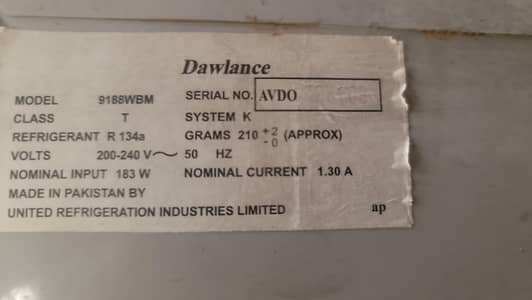 Dawlance
MODEL 9188WBM SERIAL NO. AVDO
CLASS T SYSTEM K
REFRIGERANT R 134a GRAMS 210 +2 -0 (APPROX)
VOLTS 200-240 V~ 50 HZ
NOMINAL INPUT 183 W NOMINAL CURRENT 1.30 A
MADE IN PAKISTAN BY
UNITED REFRIGERATION INDUSTRIES LIMITED ap